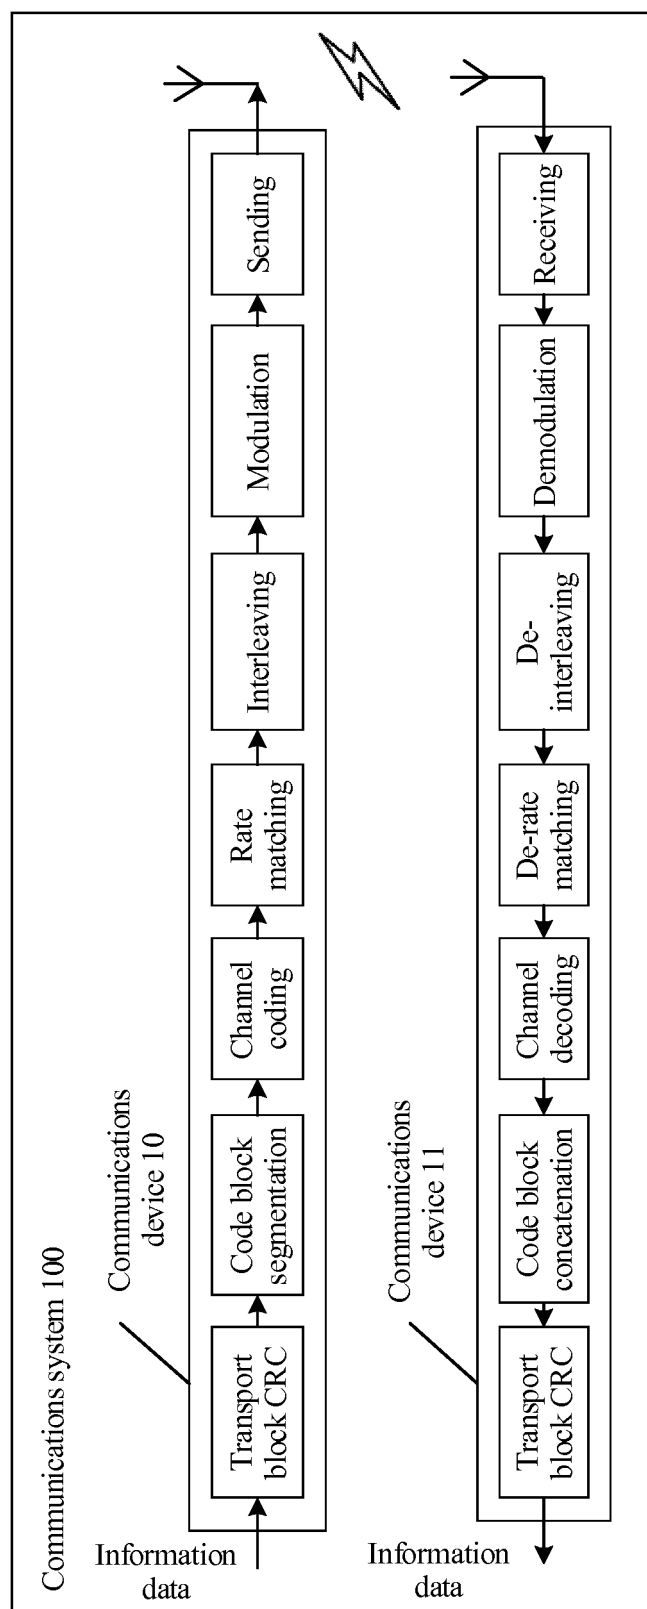 Communications system 100
Communications
device 10
Information
data
Transport
block CRC
Code block
segmentation
Channel
coding
Rate
matching
Interleaving
Modulation
Sending
Communications
device 11
Information
data
Transport
block CRC
Code block
concatenation
Channel
decoding
De-rate
matching
De-
interleaving
Demodulation
Receiving